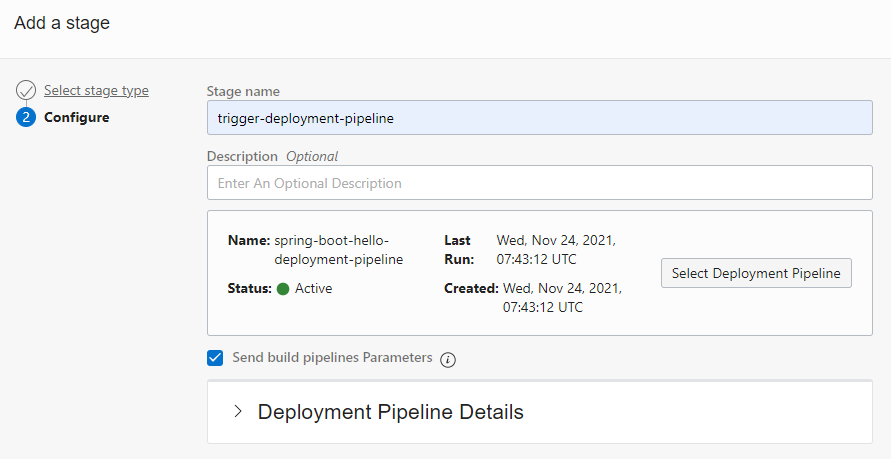 Add a stage
Select stage type
2 Configure
Stage name
trigger-deployment-pipeline
Description Optional
Enter An Optional Description
Name: spring-boot-hello-
deployment-pipeline
Status: Active
Last Run: Wed, Nov 24, 2021,
07:43:12 UTC
Created: Wed, Nov 24, 2021,
07:43:12 UTC
Select Deployment Pipeline
Send build pipelines Parameters i
Deployment Pipeline Details